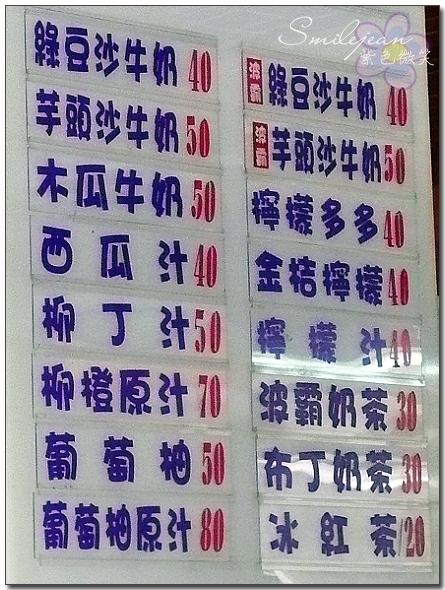 Smilejean
紫色微笑
綠豆沙牛奶 40
芋頭沙牛奶 50
木瓜牛奶 50
西瓜汁 40
柳丁汁 50
柳橙原汁 70
葡萄柚 50
葡萄柚原汁 80
波霸 綠豆沙牛奶 40
波霸 芋頭沙牛奶 50
檸檬多多 40
金桔檸檬 40
檸檬汁 40
波霸奶茶 30
布丁奶茶 30
冰紅茶/20